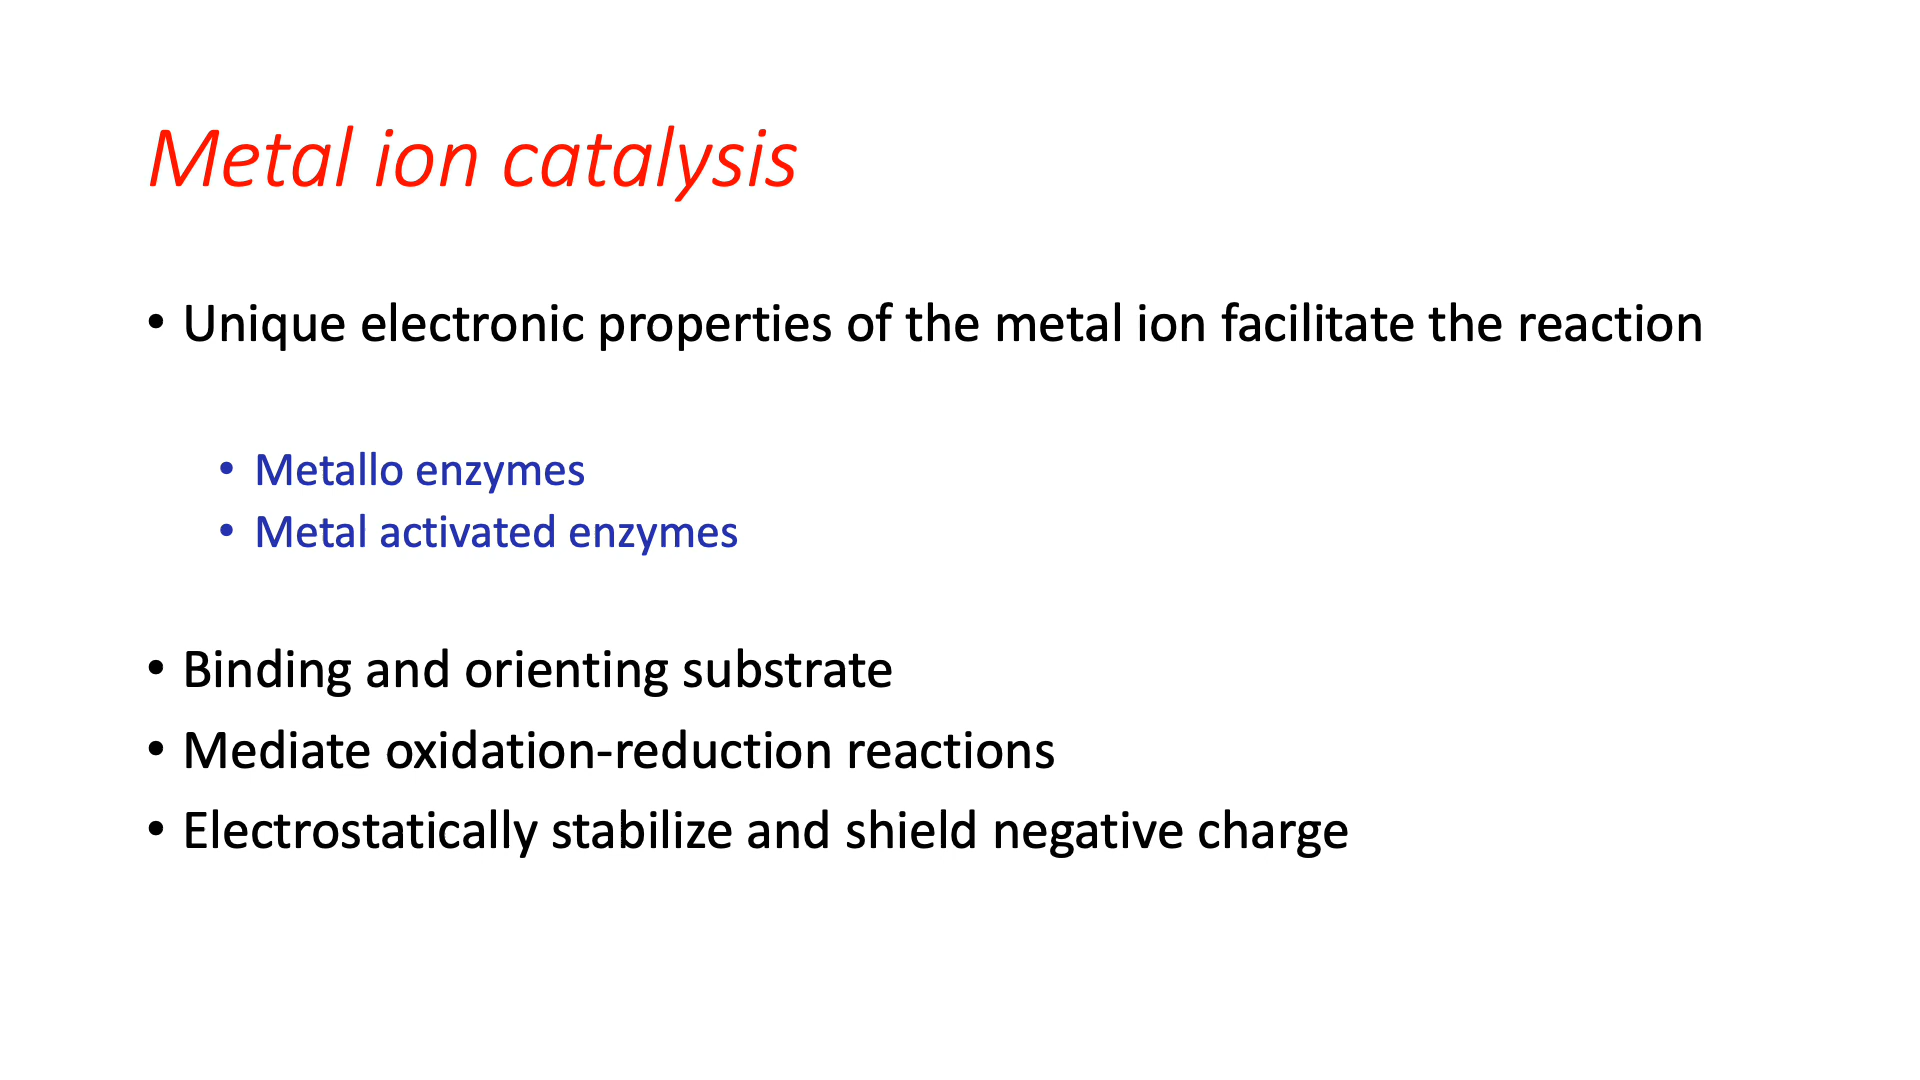 Metal ion catalysis
• Unique electronic properties of the metal ion facilitate the reaction
• Metallo enzymes
• Metal activated enzymes
• Binding and orienting substrate
• Mediate oxidation-reduction reactions
• Electrostatically stabilize and shield negative charge